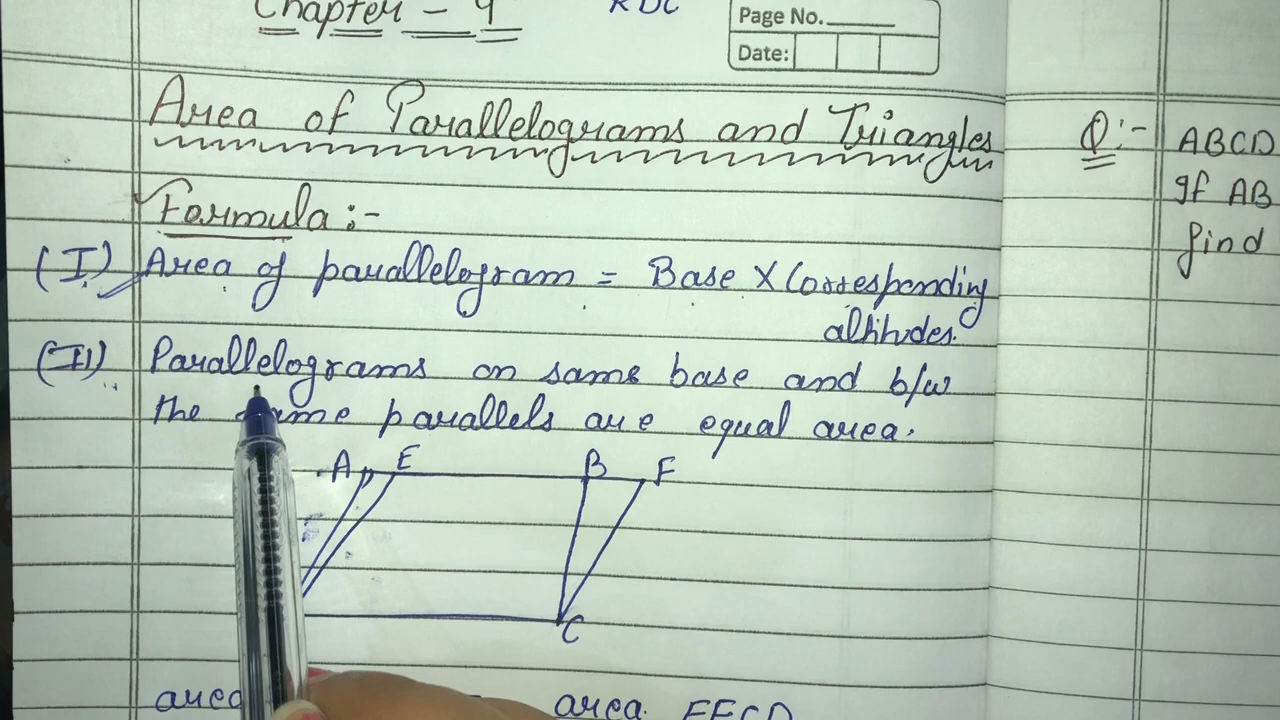 Chapter - 9
RDC
Page No.
Date:
Area of Parallelograms and Triangles
Formula:-
(I) Area of parallelogram = Base X Corresponding
altitudes.
(II) Parallelograms on same base and b/w
the same parallels are equal area.
A E B F
C
area area EFCD
Q:- ABCD
If AB
find